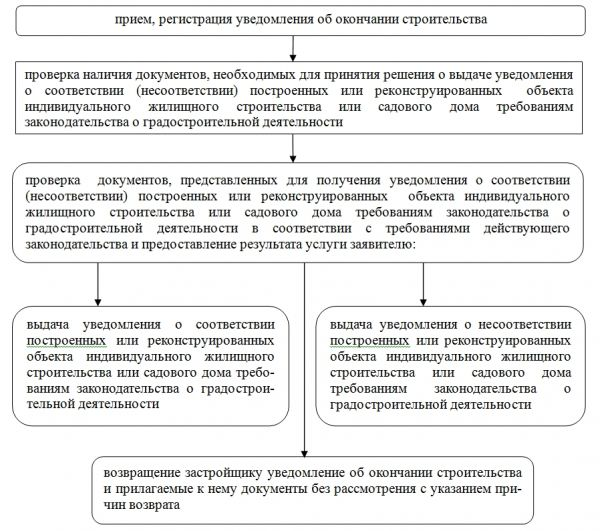 прием, регистрация уведомления об окончании строительства
проверка наличия документов, необходимых для принятия решения о выдаче уведомления
о соответствии (несоответствии) построенных или реконструированных объекта
индивидуального жилищного строительства или садового дома требованиям
законодательства о градостроительной деятельности
проверка документов, представленных для получения уведомления о соответствии
(несоответствии) построенных или реконструированных объекта индивидуального
жилищного строительства или садового дома требованиям законодательства о
градостроительной деятельности в соответствии с требованиями действующего
законодательства и предоставление результата услуги заявителю:
выдача уведомления о соответствии
построенных или реконструированных
объекта индивидуального жилищного
строительства или садового дома требо-
ваниям законодательства о градострои-
тельной деятельности
выдача уведомления о несоответствии
построенных или реконструированных
объекта индивидуального жилищного
строительства или садового дома
требованиям законодательства о
градостроительной деятельности
возвращение застройщику уведомление об окончании строительства
и прилагаемые к нему документы без рассмотрения с указанием при-
чин возврата